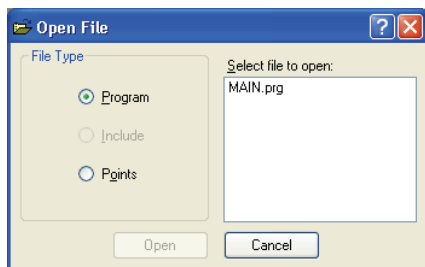 Open File
File Type
Program
Include
Points
Select file to open:
MAIN.prg
Open
Cancel